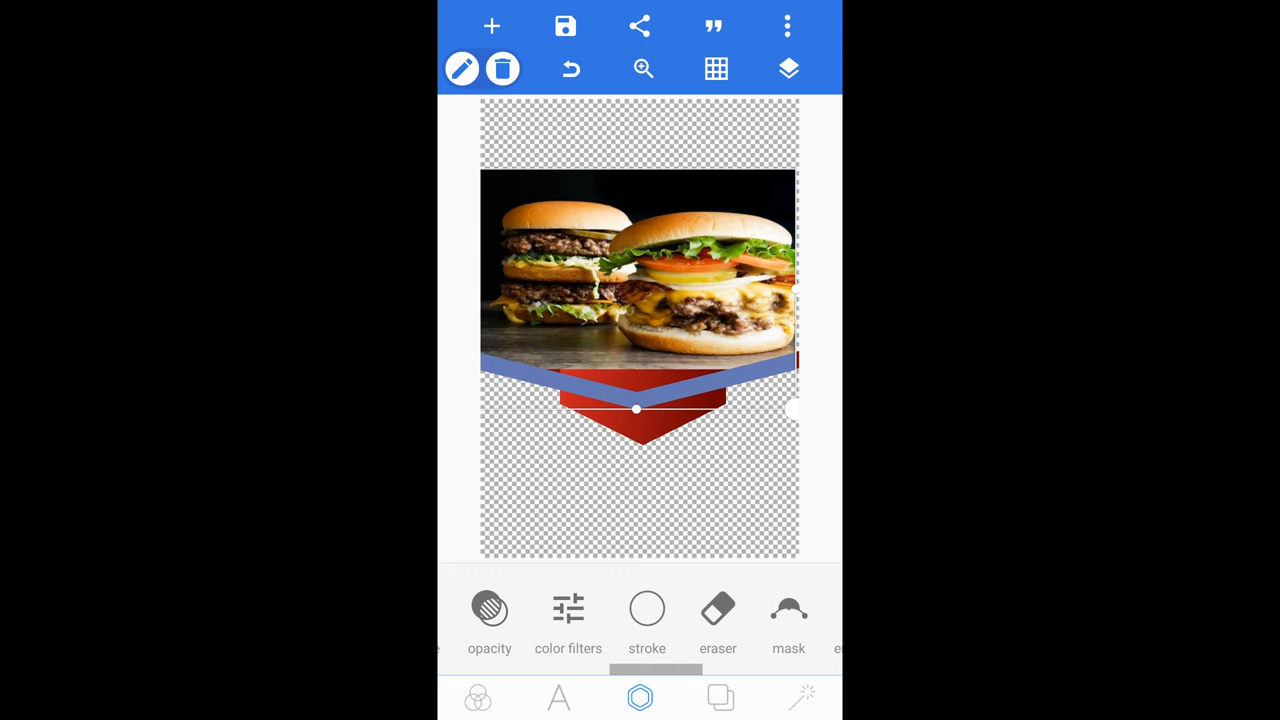 opacity
color filters
stroke
eraser
mask